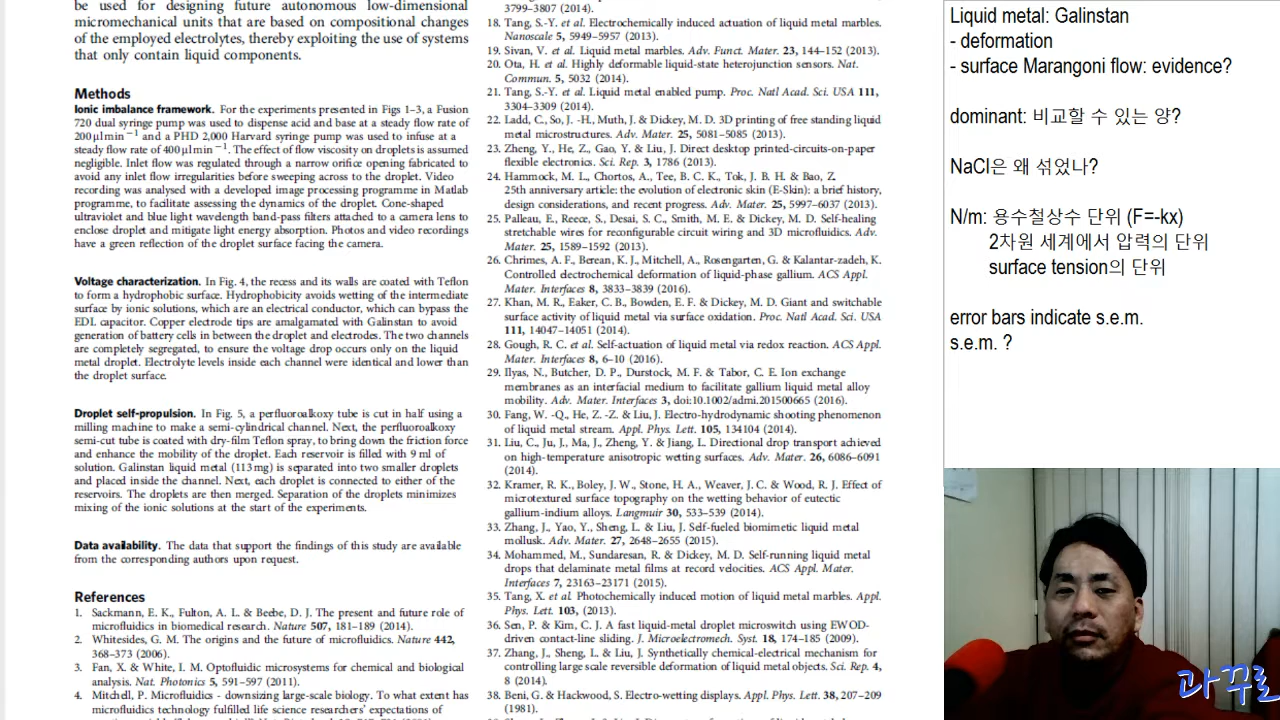 be used for designing future autonomous low-dimensional
micromechanical units that are based on compositional changes
of the employed electrolytes, thereby exploiting the use of systems
that only contain liquid components.
Methods
Ionic imbalance framework. For the experiments presented in Figs 1–3, a Fusion
720 dual syringe pump was used to dispense acid and base at a steady flow rate of
200 μl min−1 and a PHD 2,000 Harvard syringe pump was used to infuse at a
steady flow rate of 400 μl min−1. The effect of flow viscosity on droplets is assumed
negligible. Inlet flow was regulated through a narrow orifice opening fabricated to
avoid any inlet flow irregularities before sweeping across to the droplet. Video
recording was analysed with a developed image processing programme in Matlab
programme, to facilitate assessing the dynamics of the droplet. Cone-shaped
ultraviolet and blue light wavelength band-pass filters attached to a camera lens to
enclose droplet and mitigate light energy absorption. Photos and video recordings
have a green reflection of the droplet surface facing the camera.
Voltage characterization. In Fig. 4, the recess and its walls are coated with Teflon
to form a hydrophobic surface. Hydrophobicity avoids wetting of the intermediate
surface by ionic solutions, which are an electrical conductor, which can bypass the
EDL capacitor. Copper electrode tips are amalgamated with Galinstan to avoid
generation of battery cells in between the droplet and electrodes. The two channels
are completely segregated, to ensure the voltage drop occurs only on the liquid
metal droplet. Electrolyte levels inside each channel were identical and lower than
the droplet surface.
Droplet self-propulsion. In Fig. 5, a perfluoroalkoxy tube is cut in half using a
milling machine to make a semi-cylindrical channel. Next, the perfluoroalkoxy
semi-cut tube is coated with dry-film Teflon spray, to bring down the friction force
and enhance the mobility of the droplet. Each reservoir is filled with 9 ml of
solution. Galinstan liquid metal (113 mg) is separated into two smaller droplets
and placed inside the channel. Next, each droplet is connected to either of the
reservoirs. The droplets are then merged. Separation of the droplets minimizes
mixing of the ionic solutions at the start of the experiments.
Data availability. The data that support the findings of this study are available
from the corresponding authors upon request.
References
1. Sackmann, E. K., Fulton, A. L. & Beebe, D. J. The present and future role of
microfluidics in biomedical research. Nature 507, 181–189 (2014).
2. Whitesides, G. M. The origins and the future of microfluidics. Nature 442,
368–373 (2006).
3. Fan, X. & White, I. M. Optofluidic microsystems for chemical and biological
analysis. Nat. Photonics 5, 591–597 (2011).
4. Mitchell, P. Microfluidics - downsizing large-scale biology. To what extent has
microfluidics technology fulfilled life science researchers' expectations of
3799–3807 (2014).
18. Tang, S.-Y. et al. Electrochemically induced actuation of liquid metal marbles.
Nanoscale 5, 5949–5957 (2013).
19. Sivan, V. et al. Liquid metal marbles. Adv. Funct. Mater. 23, 144–152 (2013).
20. Ota, H. et al. Highly deformable liquid-state heterojunction sensors. Nat.
Commun. 5, 5032 (2014).
21. Tang, S.-Y. et al. Liquid metal enabled pump. Proc. Natl Acad. Sci. USA 111,
3304–3309 (2014).
22. Ladd, C., So, J. -H., Muth, J. & Dickey, M. D. 3D printing of free standing liquid
metal microstructures. Adv. Mater. 25, 5081–5085 (2013).
23. Zheng, Y., He, Z., Gao, Y. & Liu, J. Direct desktop printed-circuits-on-paper
flexible electronics. Sci. Rep. 3, 1786 (2013).
24. Hammock, M. L., Chortos, A., Tee, B. C. K., Tok, J. B. H. & Bao, Z.
25th anniversary article: the evolution of electronic skin (E-Skin): a brief history,
design considerations, and recent progress. Adv. Mater. 25, 5997–6037 (2013).
25. Palleau, E., Reece, S., Desai, S. C., Smith, M. E. & Dickey, M. D. Self-healing
stretchable wires for reconfigurable circuit wiring and 3D microfluidics. Adv.
Mater. 25, 1589–1592 (2013).
26. Chrimes, A. F., Berean, K. J., Mitchell, A., Rosengarten, G. & Kalantar-zadeh, K.
Controlled electrochemical deformation of liquid-phase gallium. ACS Appl.
Mater. Interfaces 8, 3833–3839 (2016).
27. Khan, M. R., Eaker, C. B., Bowden, E. F. & Dickey, M. D. Giant and switchable
surface activity of liquid metal via surface oxidation. Proc. Natl Acad. Sci. USA
111, 14047–14051 (2014).
28. Gough, R. C. et al. Self-actuation of liquid metal via redox reaction. ACS Appl.
Mater. Interfaces 8, 6–10 (2016).
29. Ilyas, N., Butcher, D. P., Durstock, M. F. & Tabor, C. E. Ion exchange
membranes as an interfacial medium to facilitate gallium liquid metal alloy
mobility. Adv. Mater. Interfaces 3, doi:10.1002/admi.201500665 (2016).
30. Fang, W. -Q., He, Z. -Z. & Liu, J. Electro-hydrodynamic shooting phenomenon
of liquid metal stream. Appl. Phys. Lett. 105, 134104 (2014).
31. Liu, C., Ju, J., Ma, J., Zheng, Y. & Jiang, L. Directional drop transport achieved
on high-temperature anisotropic wetting surfaces. Adv. Mater. 26, 6086–6091
(2014).
32. Kramer, R. K., Boley, J. W., Stone, H. A., Weaver, J. C. & Wood, R. J. Effect of
microtextured surface topography on the wetting behavior of eutectic
gallium-indium alloys. Langmuir 30, 533–539 (2014).
33. Zhang, J., Yao, Y., Sheng, L. & Liu, J. Self-fueled biomimetic liquid metal
mollusk. Adv. Mater. 27, 2648–2655 (2015).
34. Mohammed, M., Sundaresan, R. & Dickey, M. D. Self-running liquid metal
drops that delaminate metal films at record velocities. ACS Appl. Mater.
Interfaces 7, 23163–23171 (2015).
35. Tang, X. et al. Photochemically induced motion of liquid metal marbles. Appl.
Phys. Lett. 103, (2013).
36. Sen, P. & Kim, C. J. A fast liquid-metal droplet microswitch using EWOD-
driven contact-line sliding. J. Microelectromech. Syst. 18, 174–185 (2009).
37. Zhang, J., Sheng, L. & Liu, J. Synthetically chemical-electrical mechanism for
controlling large scale reversible deformation of liquid metal objects. Sci. Rep. 4,
8 (2014).
38. Beni, G. & Hackwood, S. Electro-wetting displays. Appl. Phys. Lett. 38, 207–209
(1981).
Liquid metal: Galinstan
- deformation
- surface Marangoni flow: evidence?
dominant: 비교할 수 있는 양?
NaCl은 왜 섞었나?
N/m: 용수철상수 단위 (F=-kx)
2차원 세계에서 압력의 단위
surface tension의 단위
error bars indicate s.e.m.
s.e.m. ?
과꾸로